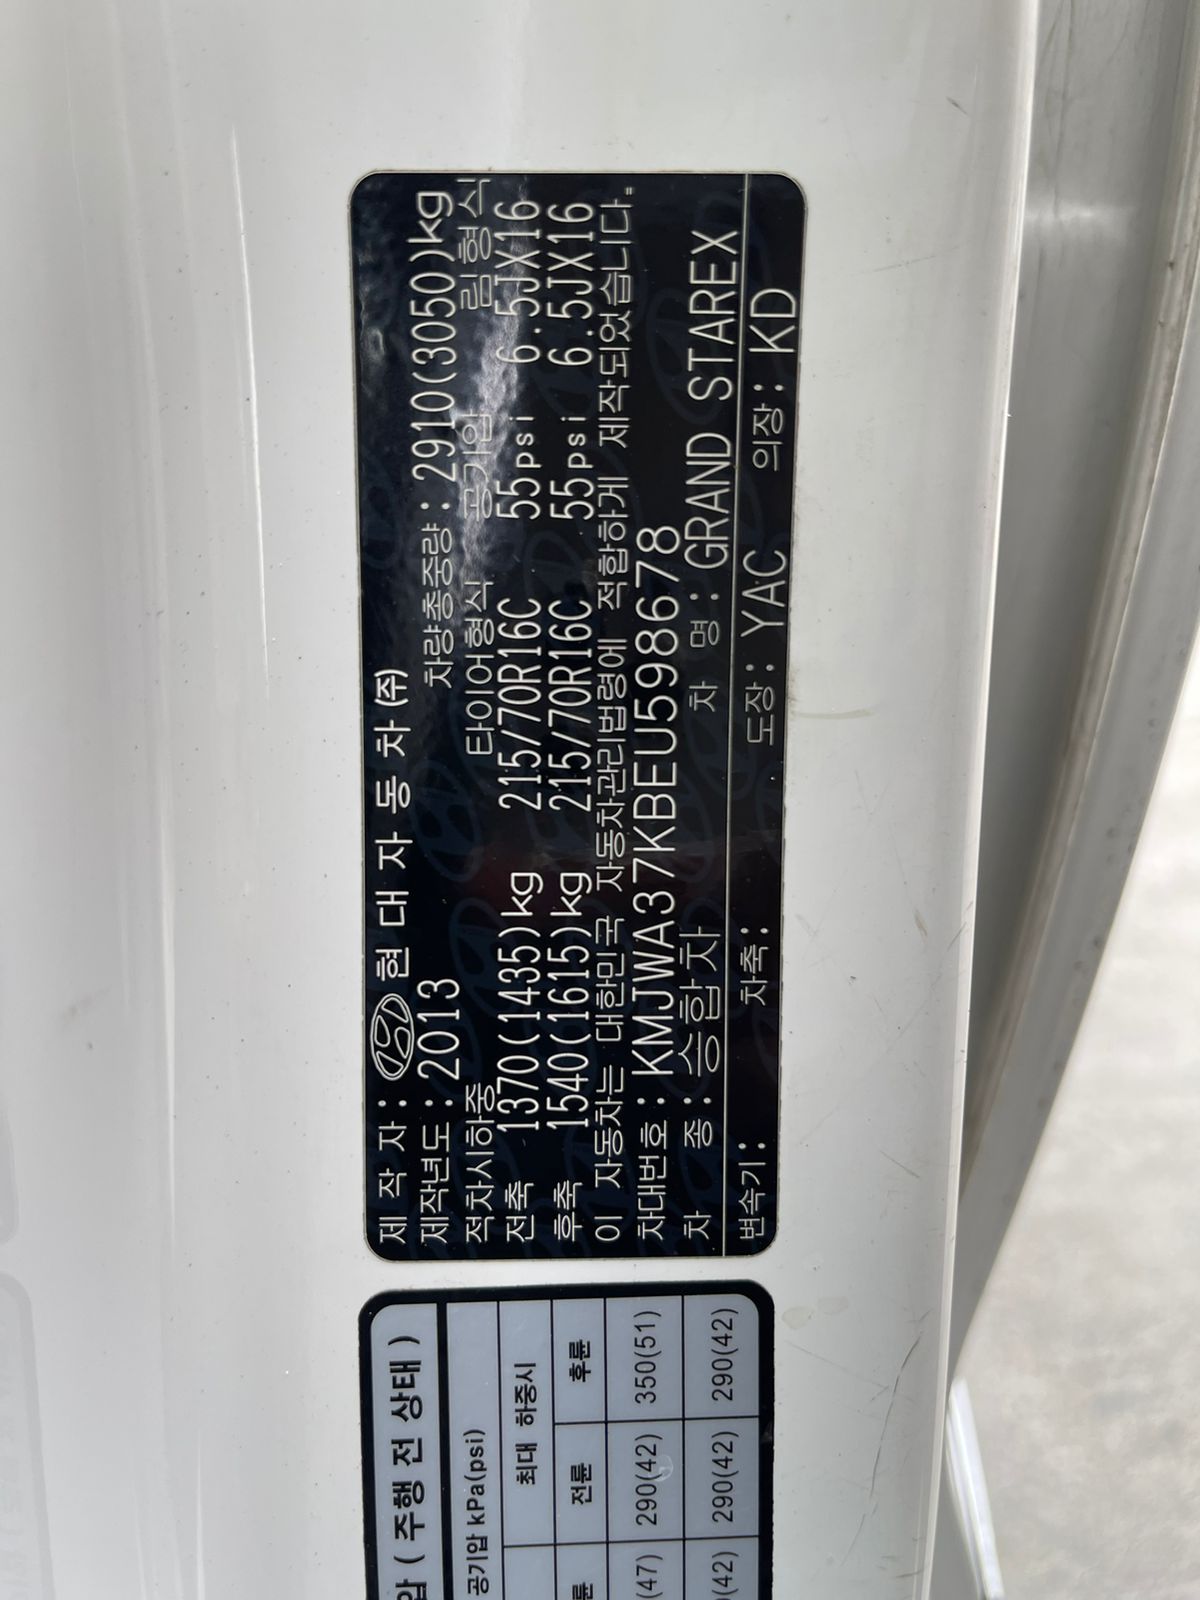 제 작 자 : 현 대 자 동 차 (주)
제작년도 : 2013 차량총중량 : 2910(3050)kg
적차시하중 타이어형식 공기압 림형식
전축 1370(1435)kg 215/70R16C 55psi 6.5JX16
후축 1540(1615)kg 215/70R16C 55psi 6.5JX16
이 자동차는 대한민국 자동차관리법령에 적합하게 제작되었습니다.
차대번호 : KMJWA37KBEU598678
차 종 : 승합차 차 명 : GRAND STAREX
변속기 : 차축 : 도장 : YAC 의장 : KD
압 ( 주행 전 상태 )
공기압 kPa(psi)
최대 하중시
륜 전륜 후륜
(47) 290(42) 350(51)
(42) 290(42) 290(42)